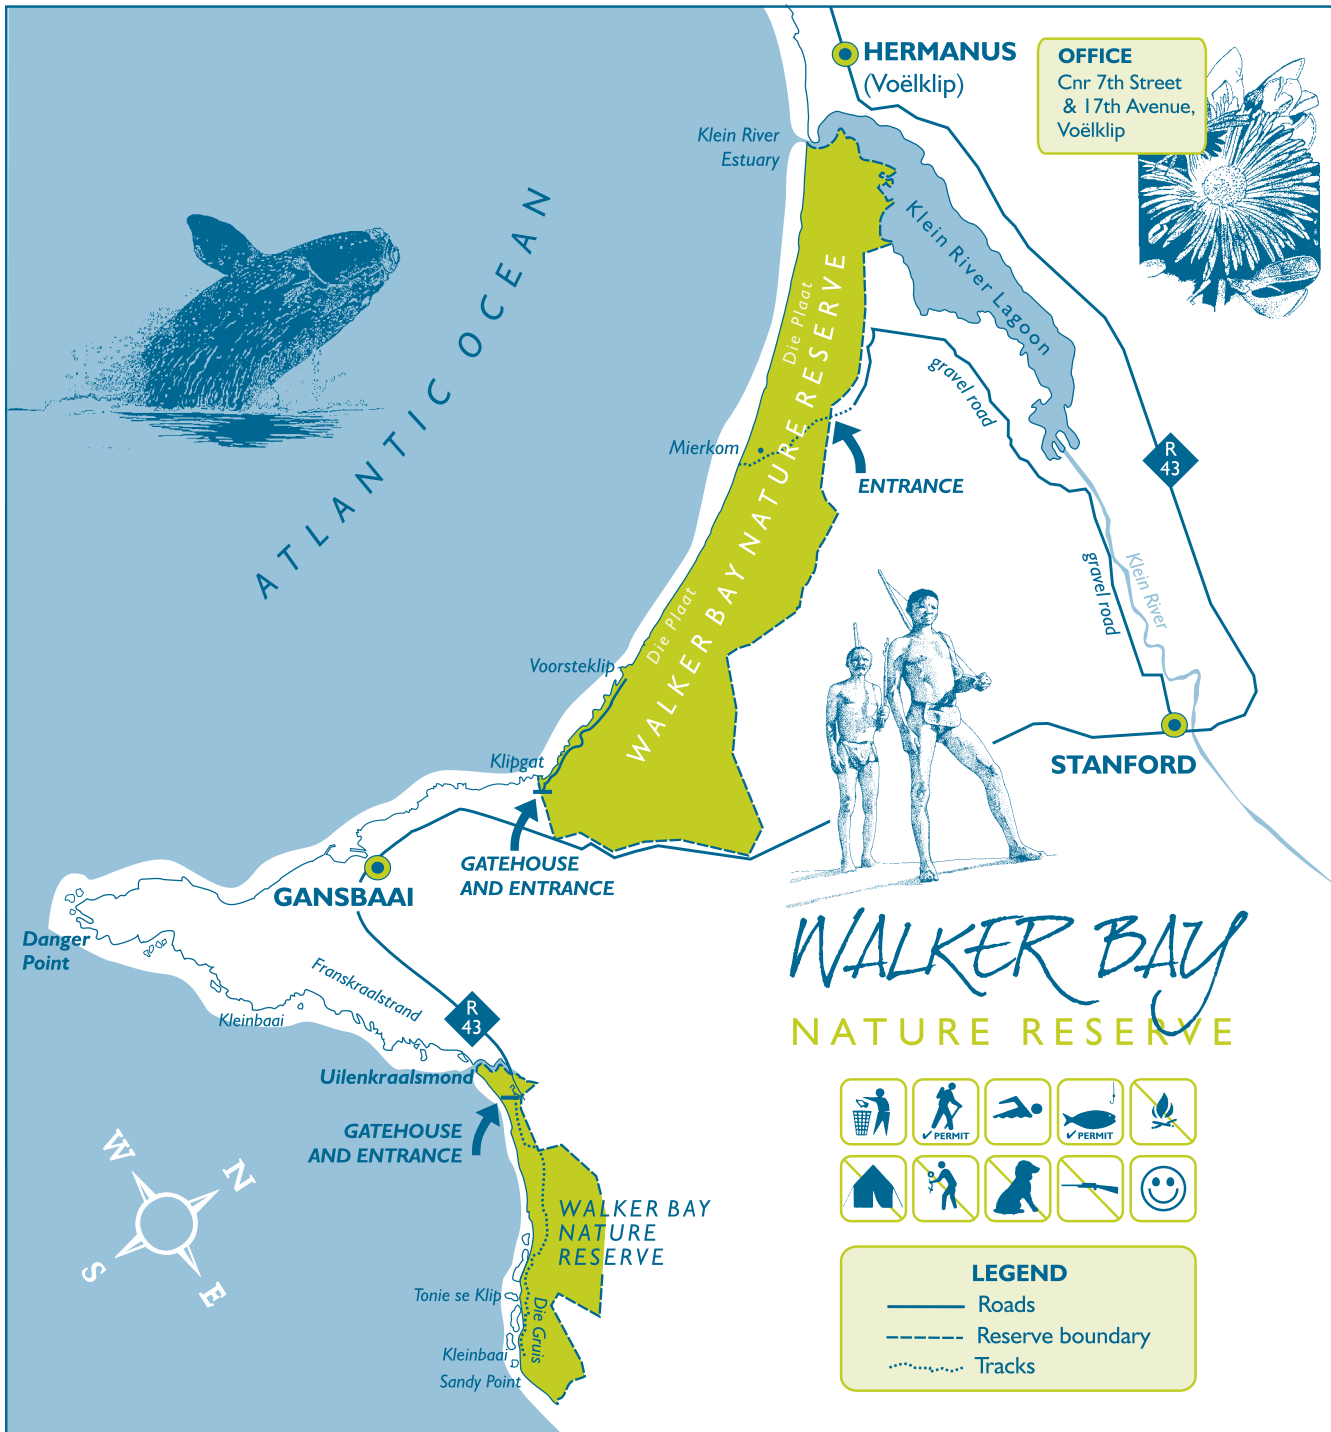 HERMANUS
(Voëlklip)
OFFICE
Cnr 7th Street
& 17th Avenue,
Voëlklip
Klein River
Estuary
Klein River Lagoon
ATLANTIC OCEAN
Die Plaat
WALKER BAY NATURE RESERVE
gravel road
Mierkom
ENTRANCE
R
43
gravel road
Klein River
Die Plaat
Voorsteklip
Klipgat
STANFORD
GATEHOUSE
AND ENTRANCE
GANSBAAI
Danger
Point
Franskraalstrand
Kleinbaai
R
43
WALKER BAY
NATURE RESERVE
Uilenkraalsmond
GATEHOUSE
AND ENTRANCE
✓PERMIT
✓PERMIT
W
N
S
E
WALKER BAY
NATURE
RESERVE
Tonie se Klip
Die Gruis
Kleinbaai
Sandy Point
LEGEND
Roads
Reserve boundary
Tracks